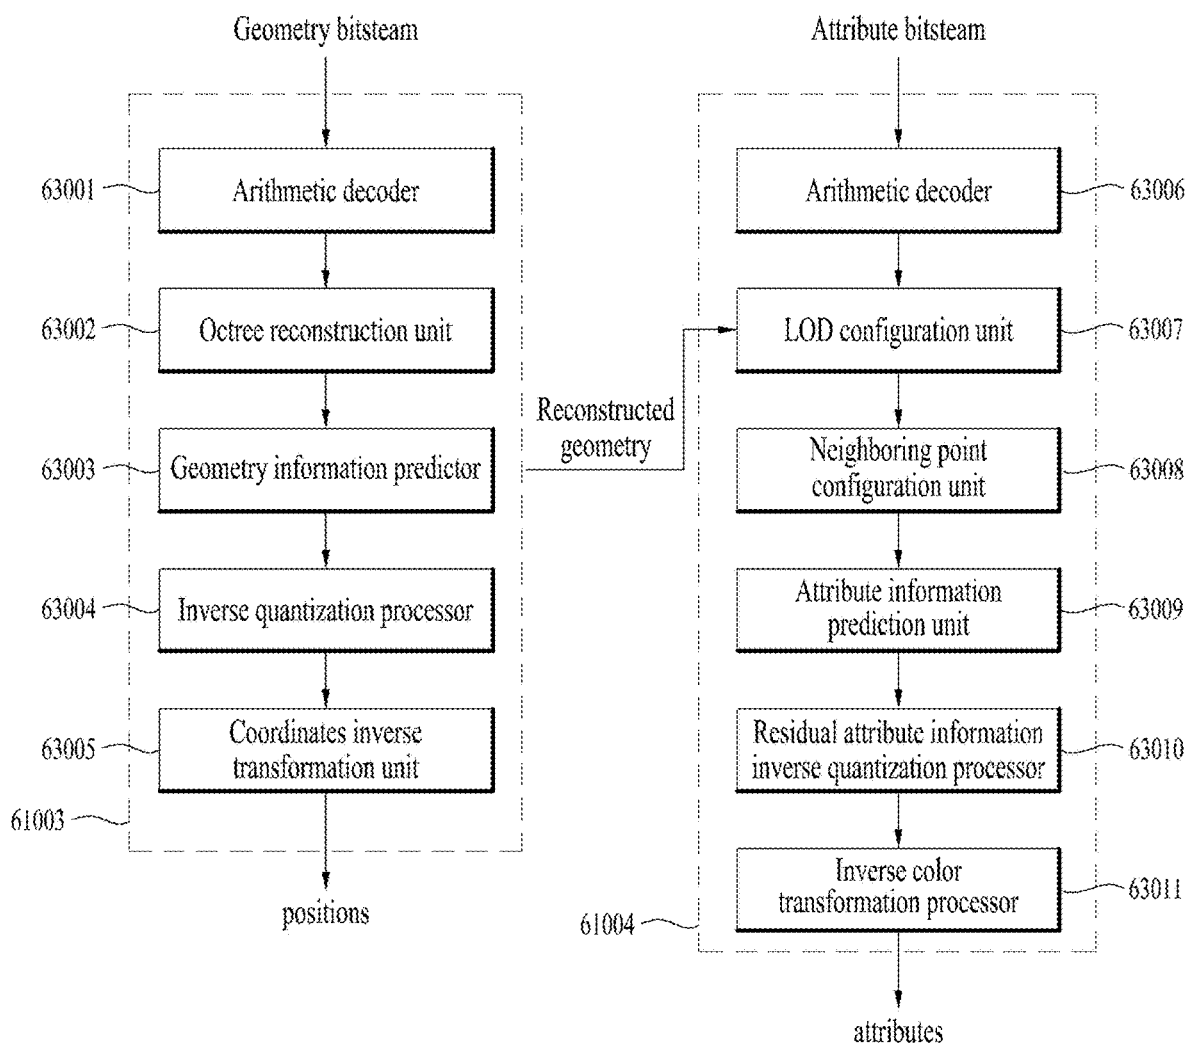 Geometry bitsteam
63001
Arithmetic decoder
63002
Octree reconstruction unit
63003
Geometry information predictor
63004
Inverse quantization processor
63005
Coordinates inverse
transformation unit
61003
positions
Reconstructed
geometry
Attribute bitsteam
Arithmetic decoder
63006
LOD configuration unit
63007
Neighboring point
configuration unit
63008
Attribute information
prediction unit
63009
Residual attribute information
inverse quantization processor
63010
Inverse color
transformation processor
63011
61004
attributes